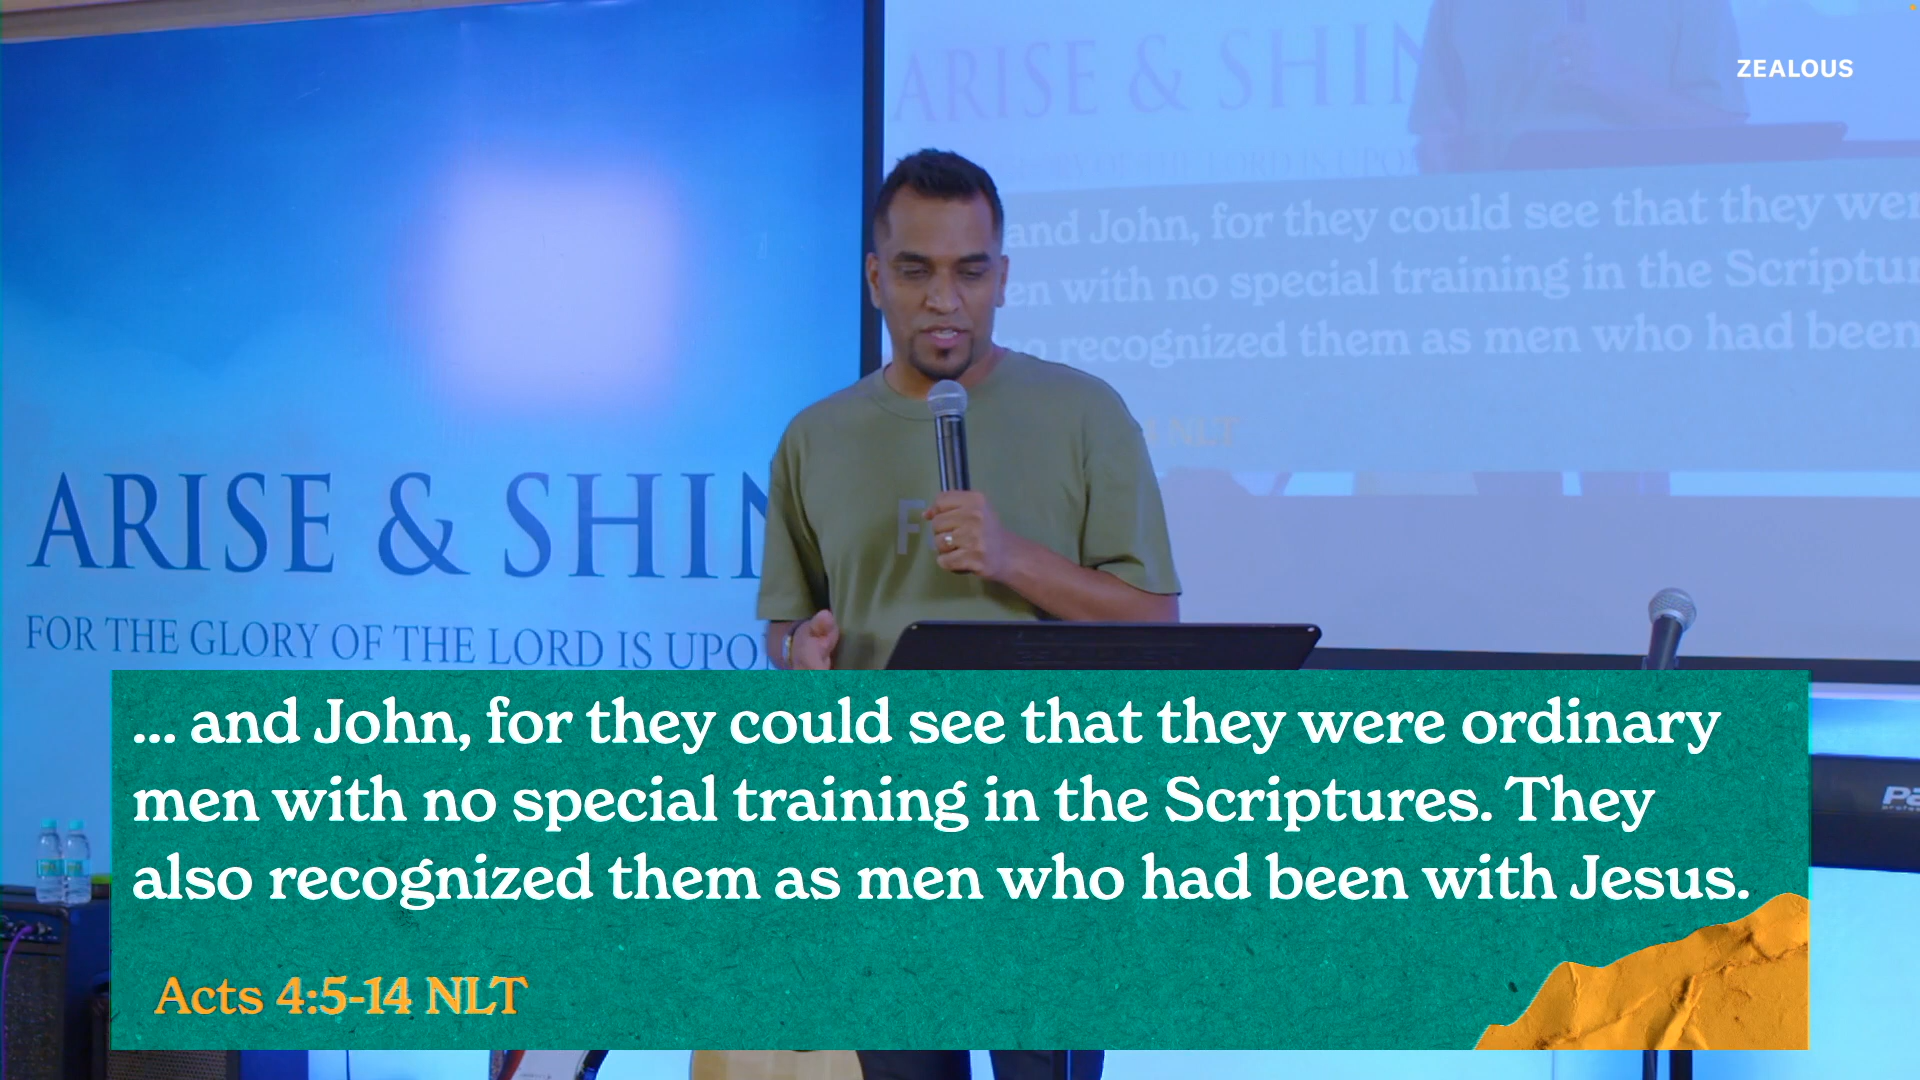 ZEALOUS
ARISE & SHIN
and John, for they could see that they wer
en with no special training in the Scriptur
recognized them as men who had been
NLT
ARISE & SHIN
FOR THE GLORY OF THE LORD IS UPO
... and John, for they could see that they were ordinary
men with no special training in the Scriptures. They
also recognized them as men who had been with Jesus.
Acts 4:5-14 NLT